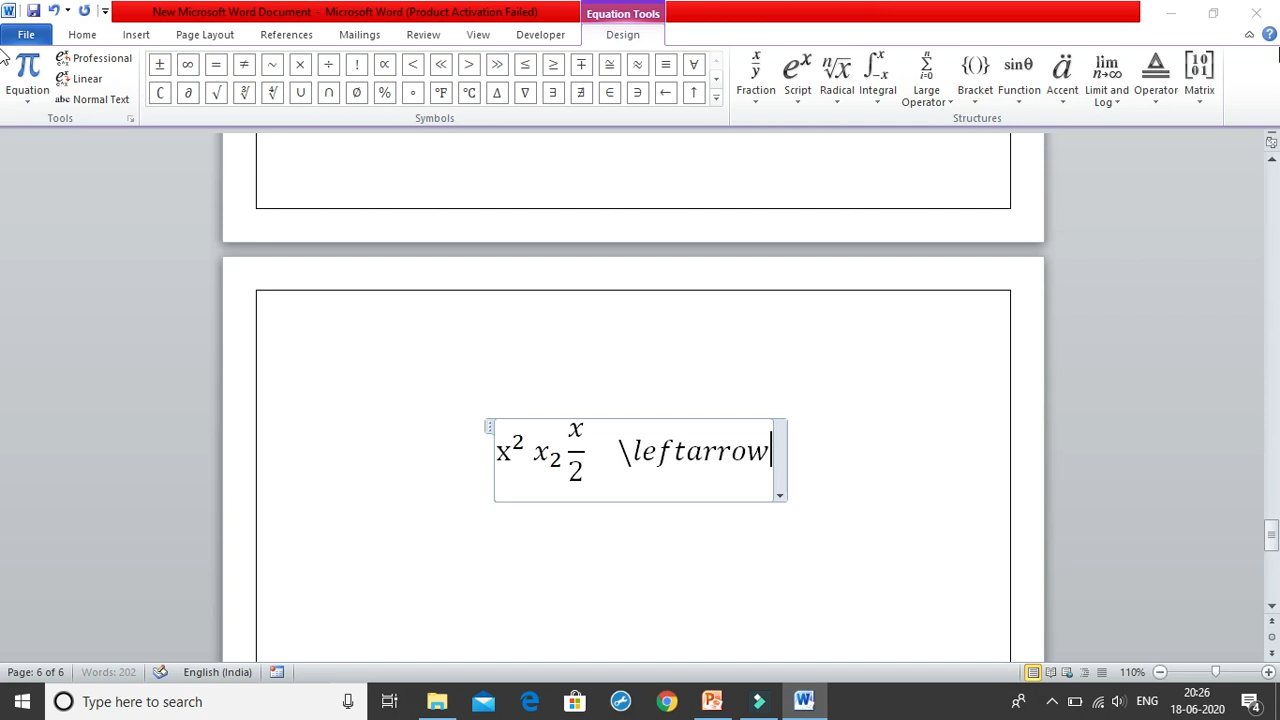 New Microsoft Word Document - Microsoft Word (Product Activation Failed) Equation Tools
File Home Insert Page Layout References Mailings Review View Developer Design
Professional
Linear
Normal Text
Equation
± ∞ = ≠ ~ × ÷ ! ∝ < ≪ > ≫ ≤ ≥ ∓ ≅ ≈ ≡ ∀
∁ ∂ √ ∛ ∜ ∪ ∩ ∅ % ° °F °C ∆ ∇ ∃ ∄ ∈ ∋ ← ↑
Fraction Script Radical Integral Large Operator Bracket Function Accent Limit and Log Operator Matrix
Tools Symbols Structures
x² x₂ x/2 \leftarrow
Page: 6 of 6 Words: 202 English (India) 110%
Type here to search ENG 20:26
18-06-2020 4